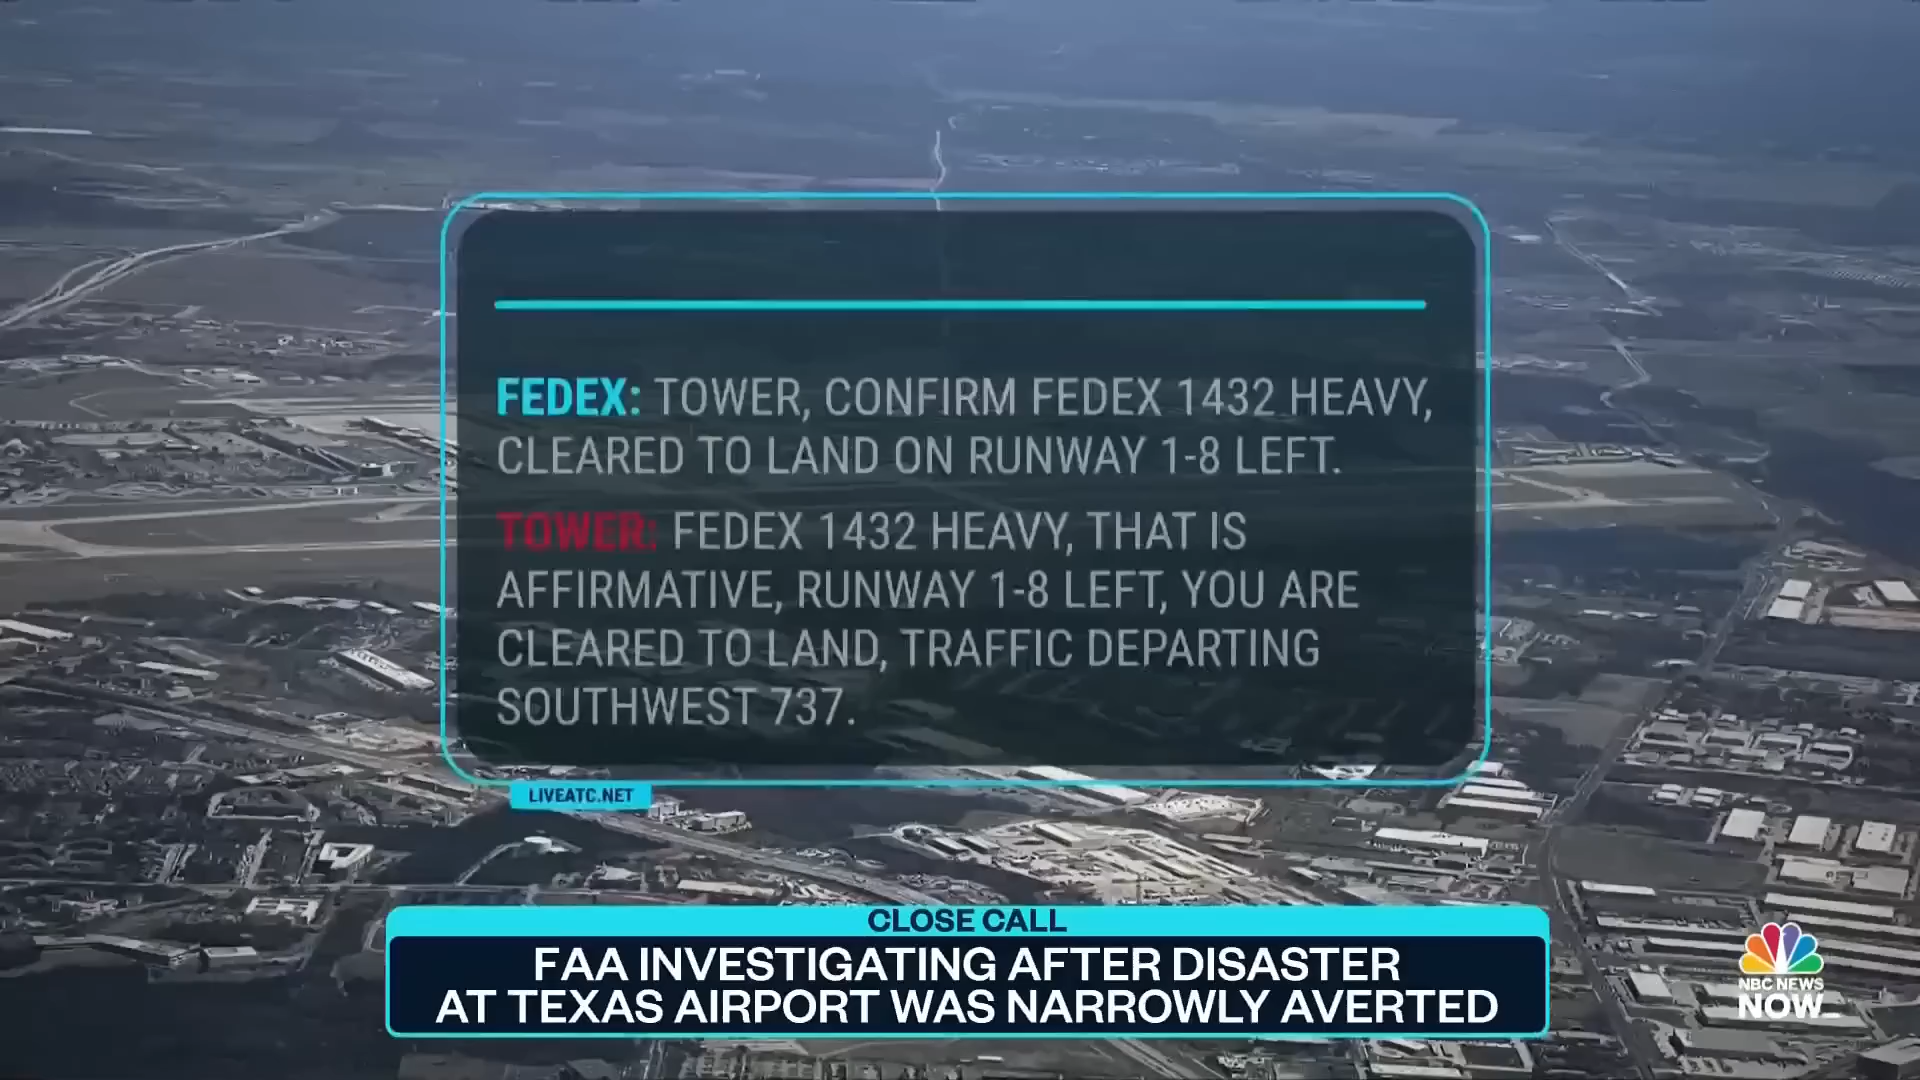 FEDEX: TOWER, CONFIRM FEDEX 1432 HEAVY,
CLEARED TO LAND ON RUNWAY 1-8 LEFT.
TOWER: FEDEX 1432 HEAVY, THAT IS
AFFIRMATIVE, RUNWAY 1-8 LEFT, YOU ARE
CLEARED TO LAND, TRAFFIC DEPARTING
SOUTHWEST 737.
LIVEATC.NET
CLOSE CALL
FAA INVESTIGATING AFTER DISASTER
AT TEXAS AIRPORT WAS NARROWLY AVERTED
NBC NEWS
NOW_